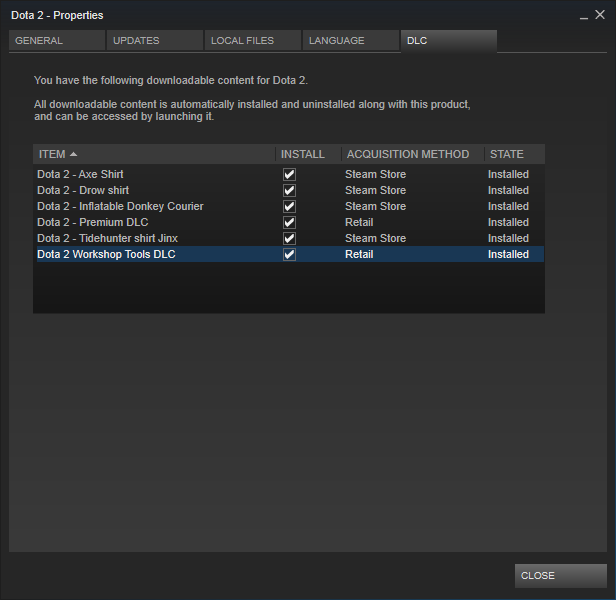 Dota 2 - Properties
GENERAL UPDATES LOCAL FILES LANGUAGE DLC
You have the following downloadable content for Dota 2.
All downloadable content is automatically installed and uninstalled along with this product,
and can be accessed by launching it.
ITEM INSTALL ACQUISITION METHOD STATE
Dota 2 - Axe Shirt Steam Store Installed
Dota 2 - Drow shirt Steam Store Installed
Dota 2 - Inflatable Donkey Courier Steam Store Installed
Dota 2 - Premium DLC Retail Installed
Dota 2 - Tidehunter shirt Jinx Steam Store Installed
Dota 2 Workshop Tools DLC Retail Installed
CLOSE